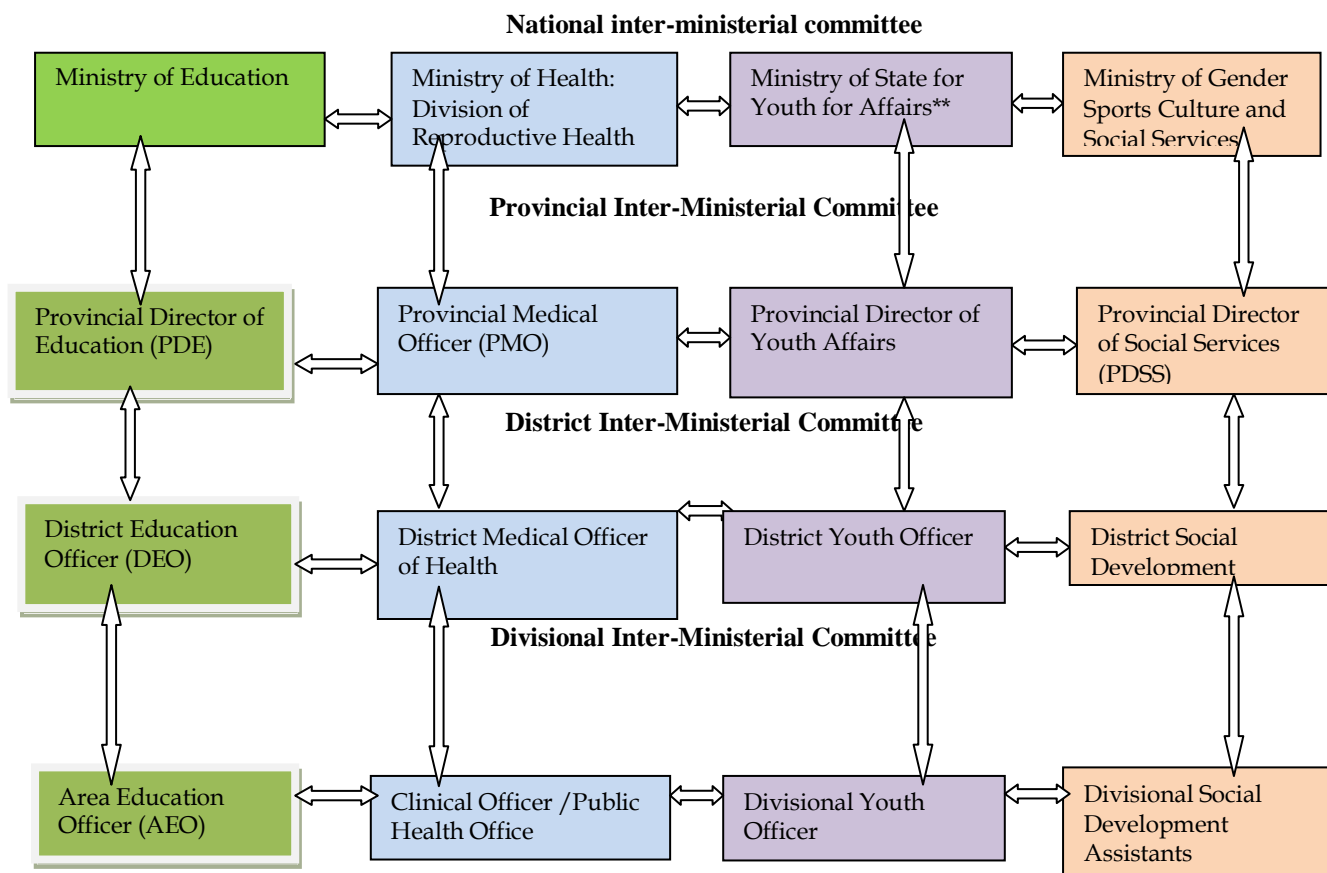 National inter-ministerial committee
Ministry of Education
Ministry of Health:
Division of
Reproductive Health
Ministry of State for
Youth for Affairs**
Ministry of Gender
Sports Culture and
Social Services
Provincial Inter-Ministerial Committee
Provincial Director of
Education (PDE)
Provincial Medical
Officer (PMO)
Provincial Director of
Youth Affairs
Provincial Director
of Social Services
(PDSS)
District Inter-Ministerial Committee
District Education
Officer (DEO)
District Medical Officer
of Health
District Youth Officer
District Social
Development
Divisional Inter-Ministerial Committee
Area Education
Officer (AEO)
Clinical Officer /Public
Health Office
Divisional Youth
Officer
Divisional Social
Development
Assistants